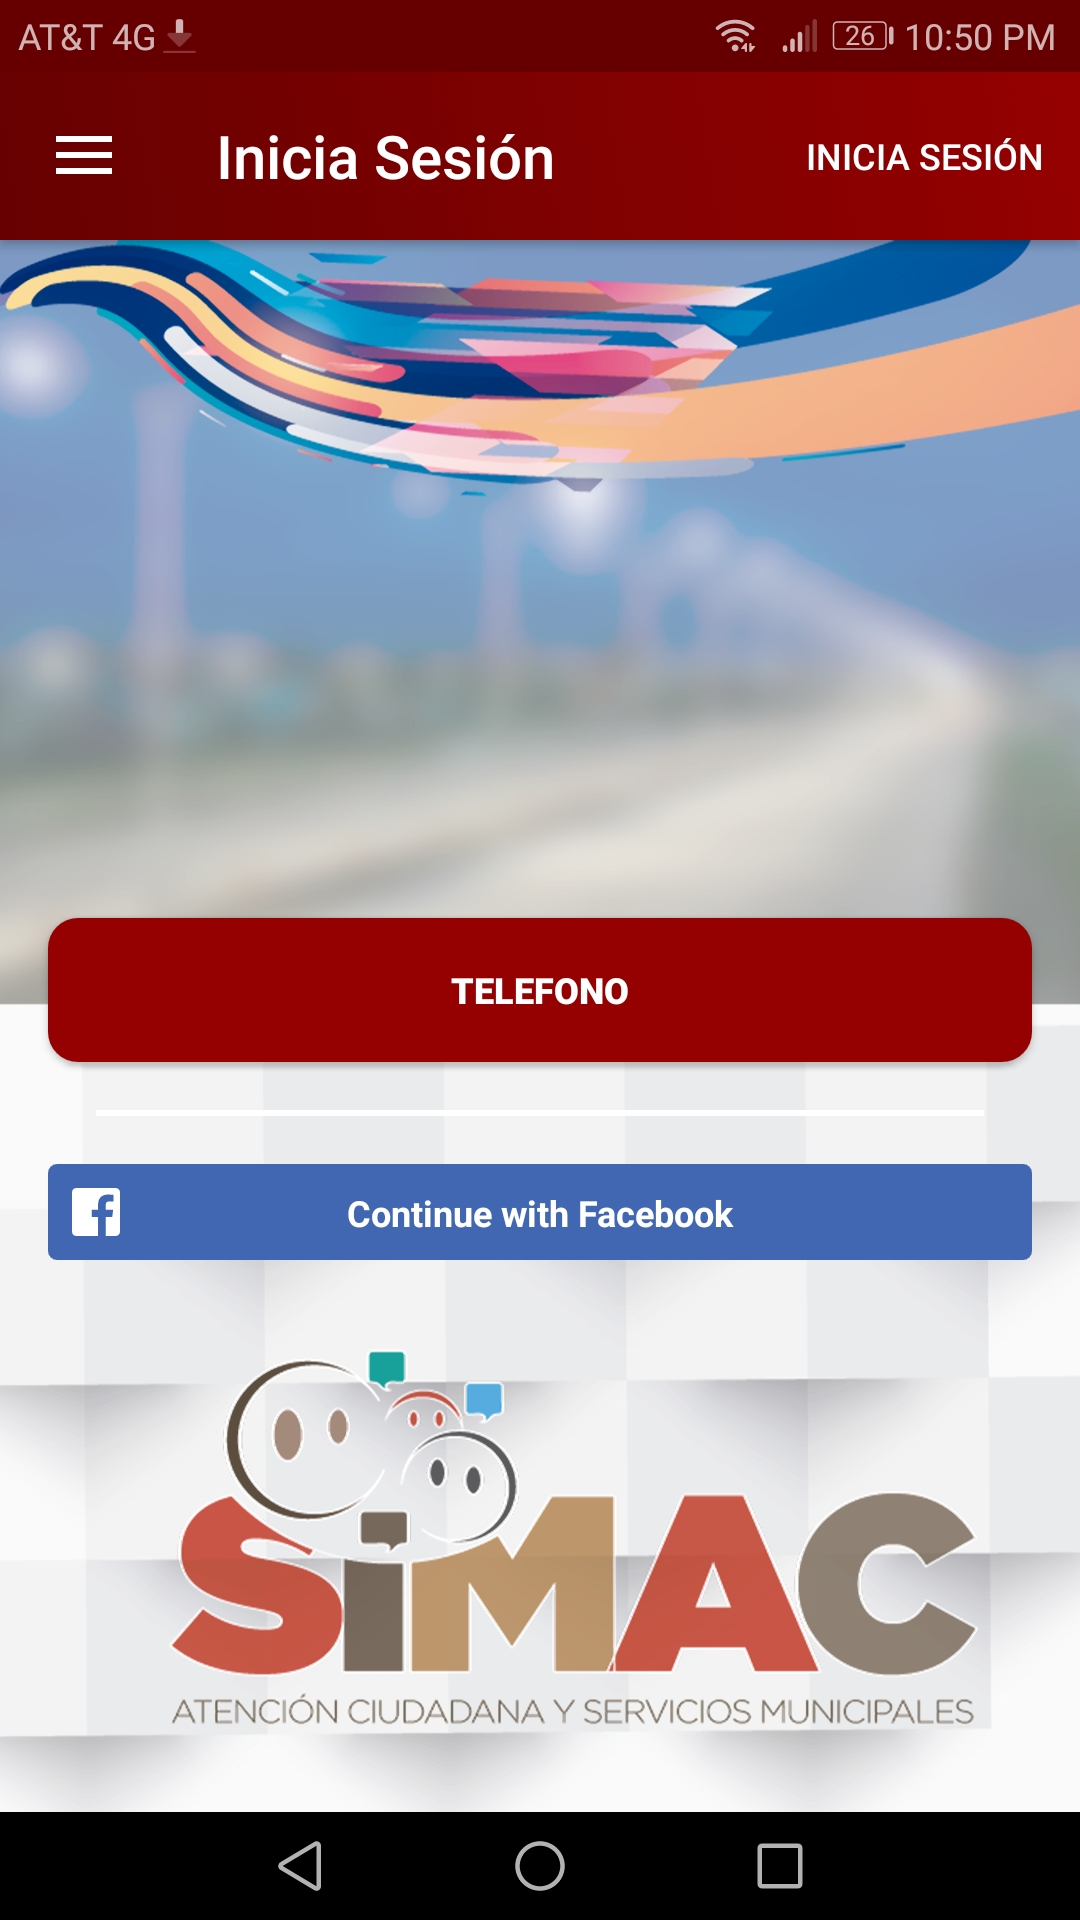 AT&T 4G 26 10:50 PM
Inicia Sesión INICIA SESIÓN
TELEFONO
Continue with Facebook
SiMAC
ATENCIÓN CIUDADANA Y SERVICIOS MUNICIPALES